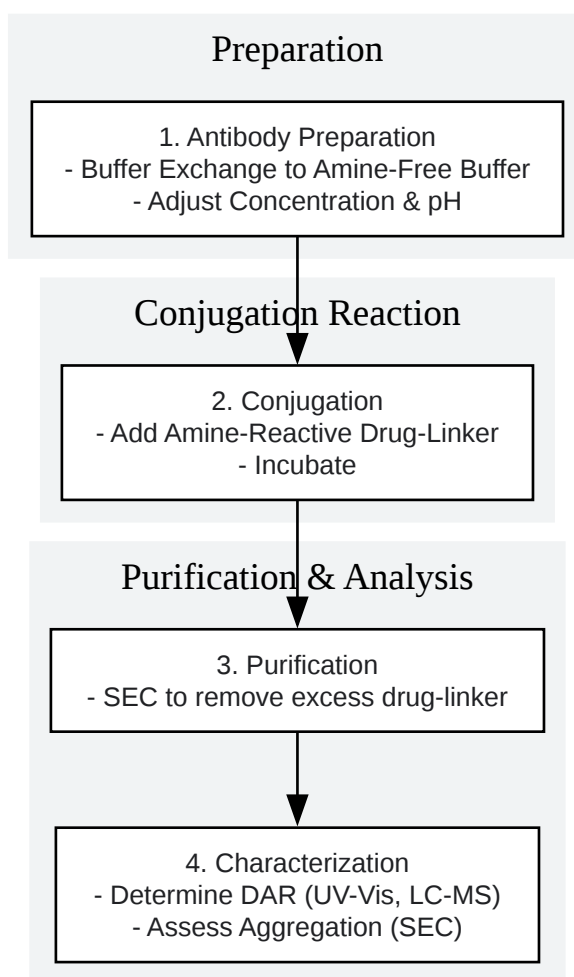 Preparation
1. Antibody Preparation
- Buffer Exchange to Amine-Free Buffer
- Adjust Concentration & pH
Conjugation Reaction
2. Conjugation
- Add Amine-Reactive Drug-Linker
- Incubate
Purification & Analysis
3. Purification
- SEC to remove excess drug-linker
4. Characterization
- Determine DAR (UV-Vis, LC-MS)
- Assess Aggregation (SEC)